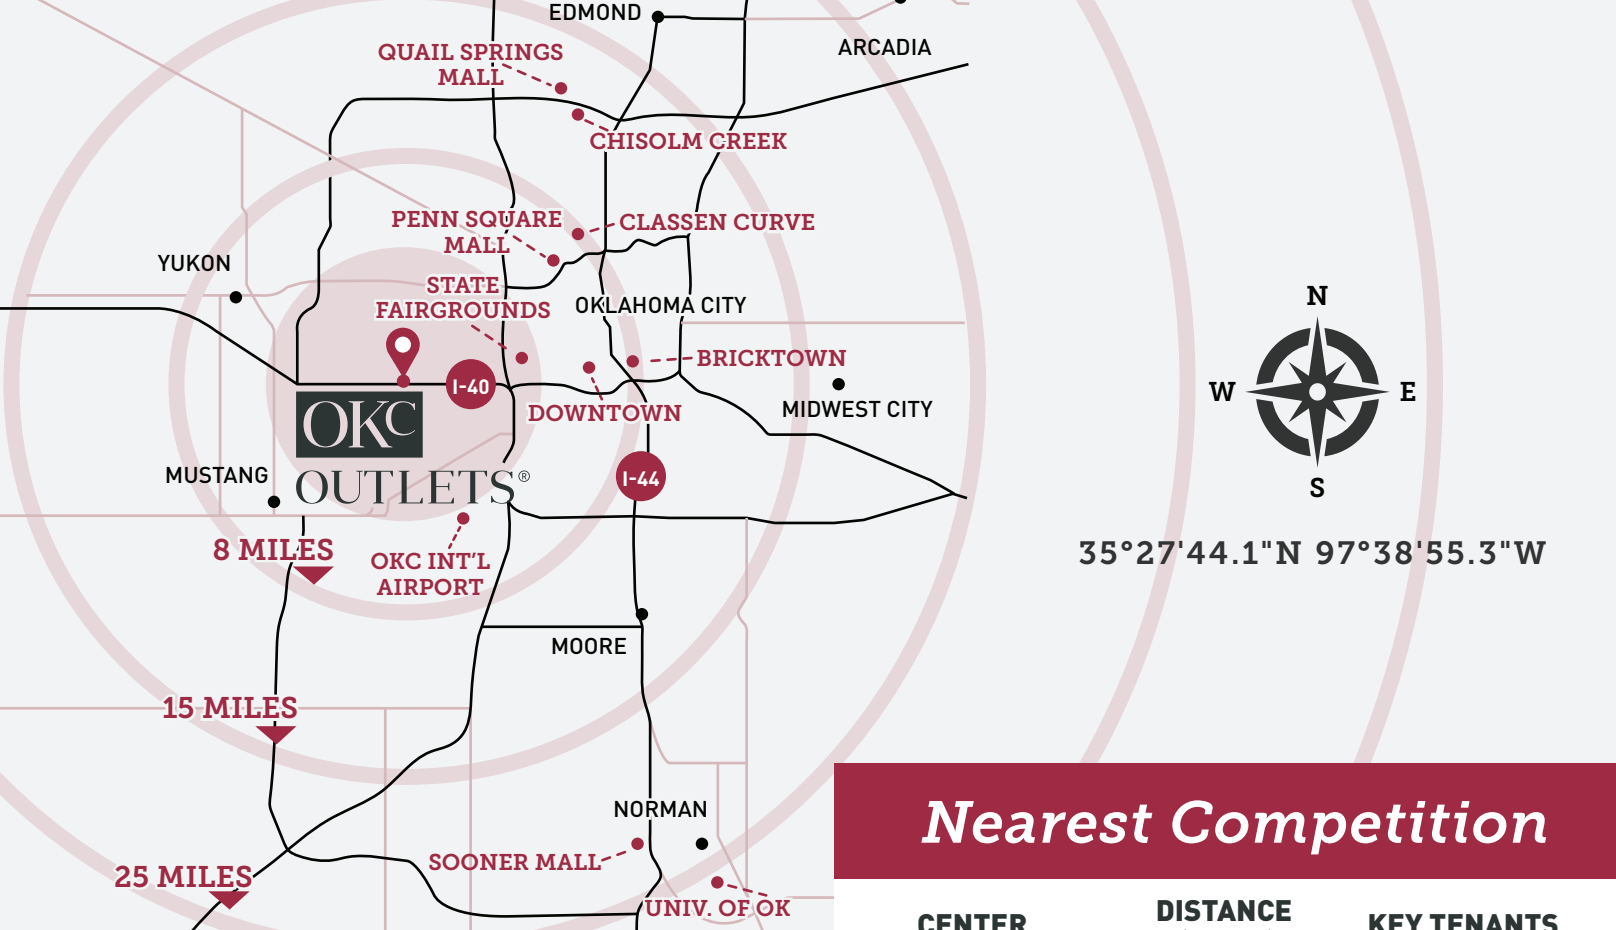 EDMOND
ARCADIA
QUAIL SPRINGS
MALL
CHISOLM CREEK
PENN SQUARE
MALL
CLASSEN CURVE
YUKON
STATE
FAIRGROUNDS
OKLAHOMA CITY
N
W
E
S
BRICKTOWN
I-40
MIDWEST CITY
DOWNTOWN
OKC
OUTLETS®
MUSTANG
I-44
8 MILES
OKC INT'L
AIRPORT
35°27'44.1"N 97°38'55.3"W
MOORE
15 MILES
NORMAN
SOONER MALL
25 MILES
UNIV. OF OK
Nearest Competition
CENTER
DISTANCE
KEY TENANTS